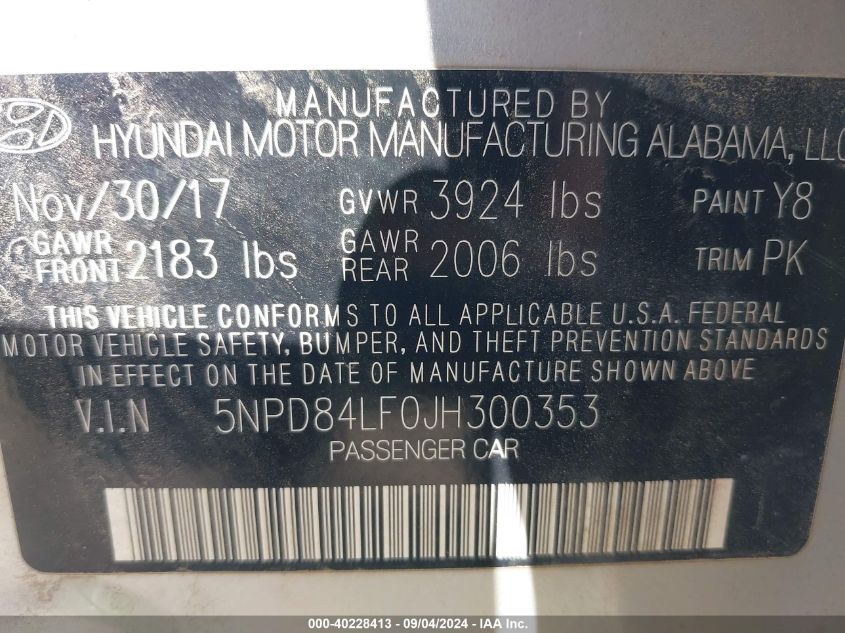 MANUFACTURED BY
HYUNDAI MOTOR MANUFACTURING ALABAMA, LLC
Nov/30/17 GVWR 3924 lbs PAINT Y8
GAWR FRONT 2183 lbs GAWR REAR 2006 lbs TRIM PK
THIS VEHICLE CONFORMS TO ALL APPLICABLE U.S.A. FEDERAL
MOTOR VEHICLE SAFETY, BUMPER, AND THEFT PREVENTION STANDARDS
IN EFFECT ON THE DATE OF MANUFACTURE SHOWN ABOVE
V.I.N 5NPD84LF0JH300353
PASSENGER CAR
000-40228413 - 09/04/2024 - IAA Inc.